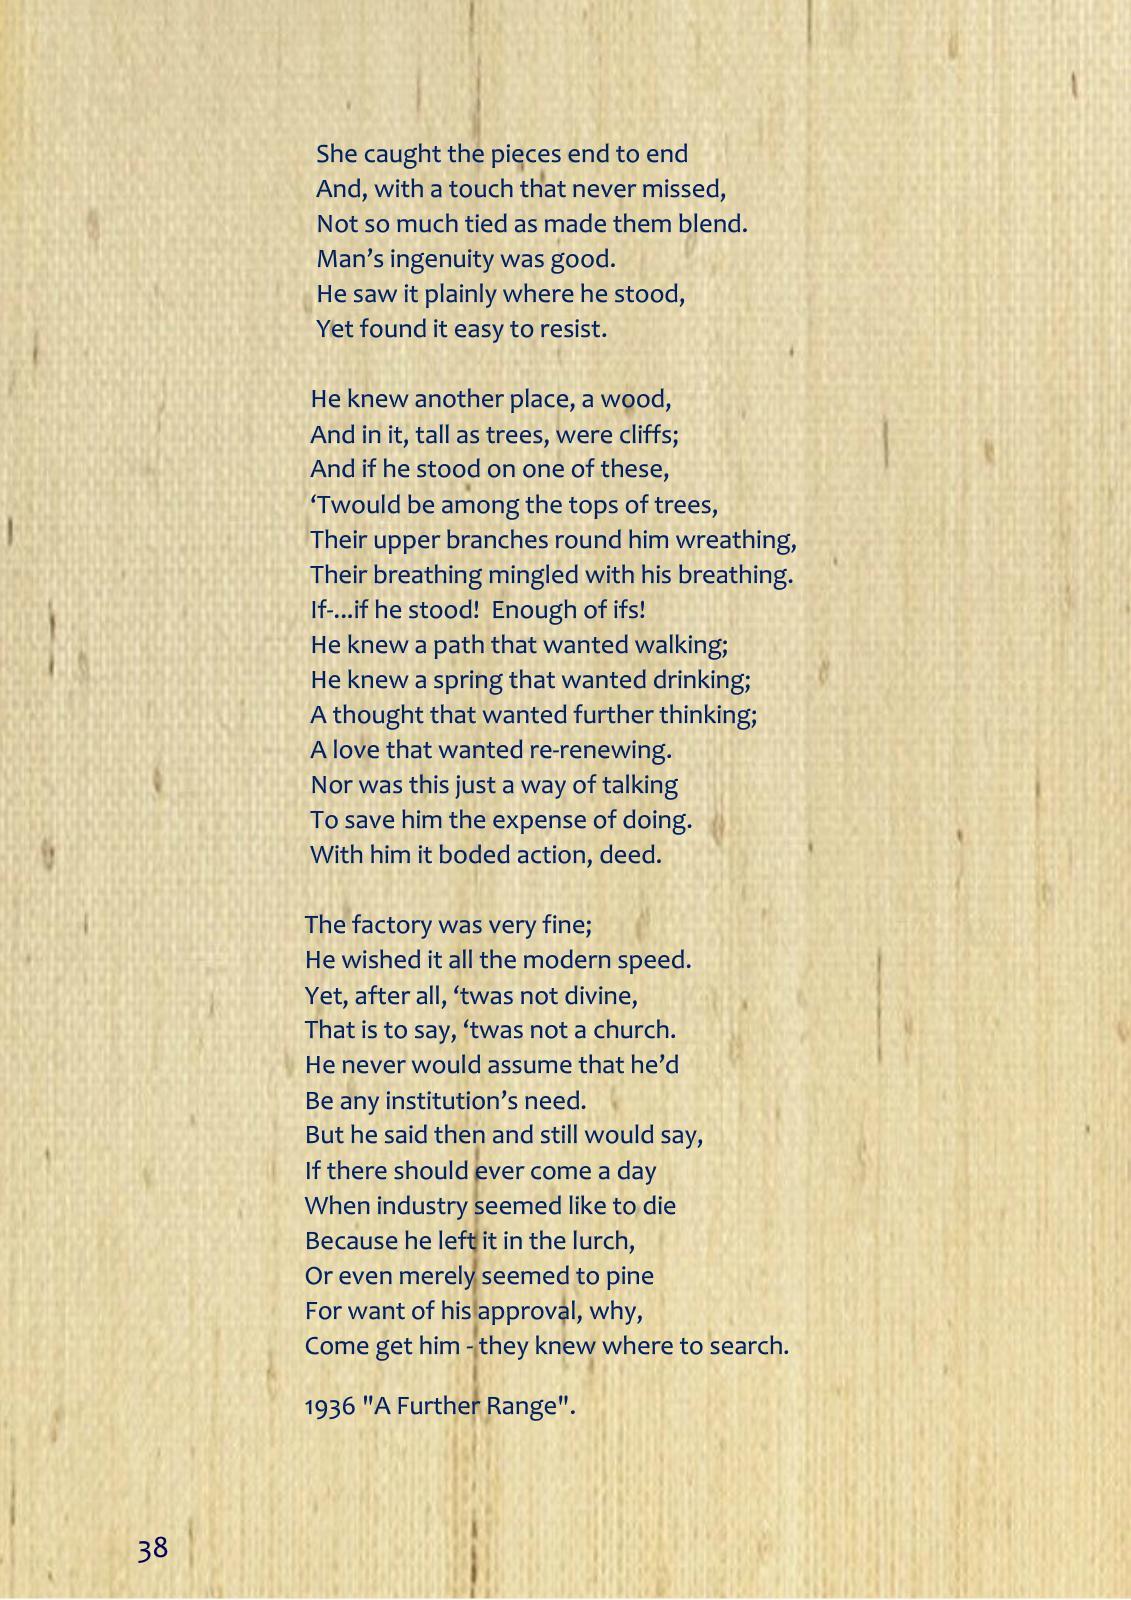 She caught the pieces end to end
And, with a touch that never missed,
Not so much tied as made them blend.
Man’s ingenuity was good.
He saw it plainly where he stood,
Yet found it easy to resist.
He knew another place, a wood,
And in it, tall as trees, were cliffs;
And if he stood on one of these,
‘Twould be among the tops of trees,
Their upper branches round him wreathing,
Their breathing mingled with his breathing.
If-...if he stood!  Enough of ifs!
He knew a path that wanted walking;
He knew a spring that wanted drinking;
A thought that wanted further thinking;
A love that wanted re-renewing.
Nor was this just a way of talking
To save him the expense of doing.
With him it boded action, deed.
The factory was very fine;
He wished it all the modern speed.
Yet, after all, ‘twas not divine,
That is to say, ‘twas not a church.
He never would assume that he’d
Be any institution’s need.
But he said then and still would say,
If there should ever come a day
When industry seemed like to die
Because he left it in the lurch,
Or even merely seemed to pine
For want of his approval, why,
Come get him - they knew where to search.
1936 "A Further Range".
38